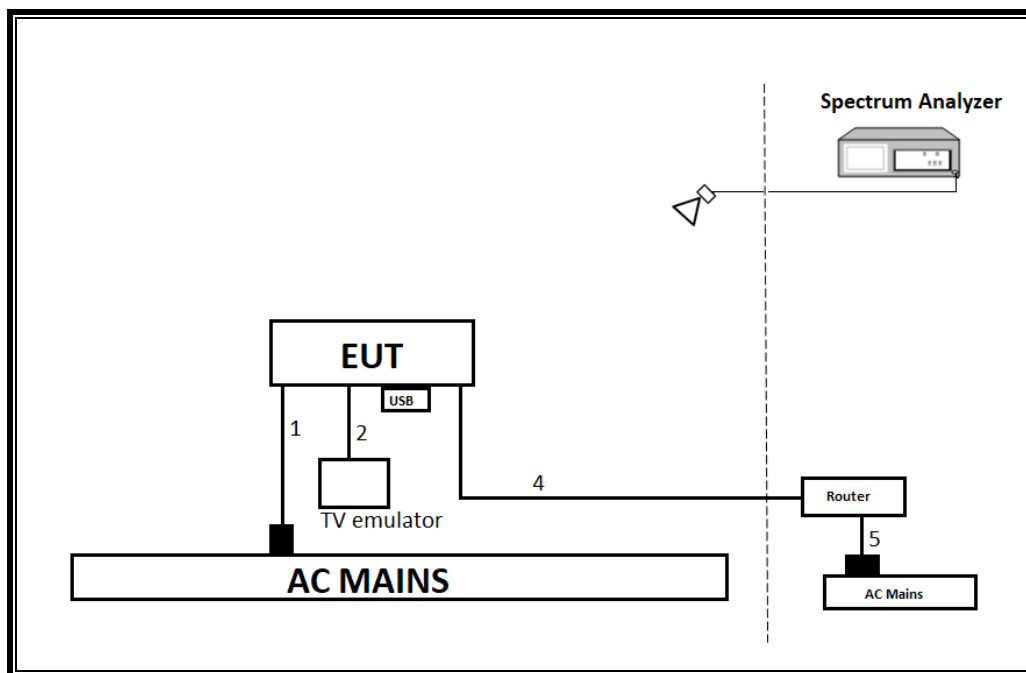 Spectrum Analyzer
EUT
USB
1
2
TV emulator
4
Router
5
AC MAINS
AC Mains